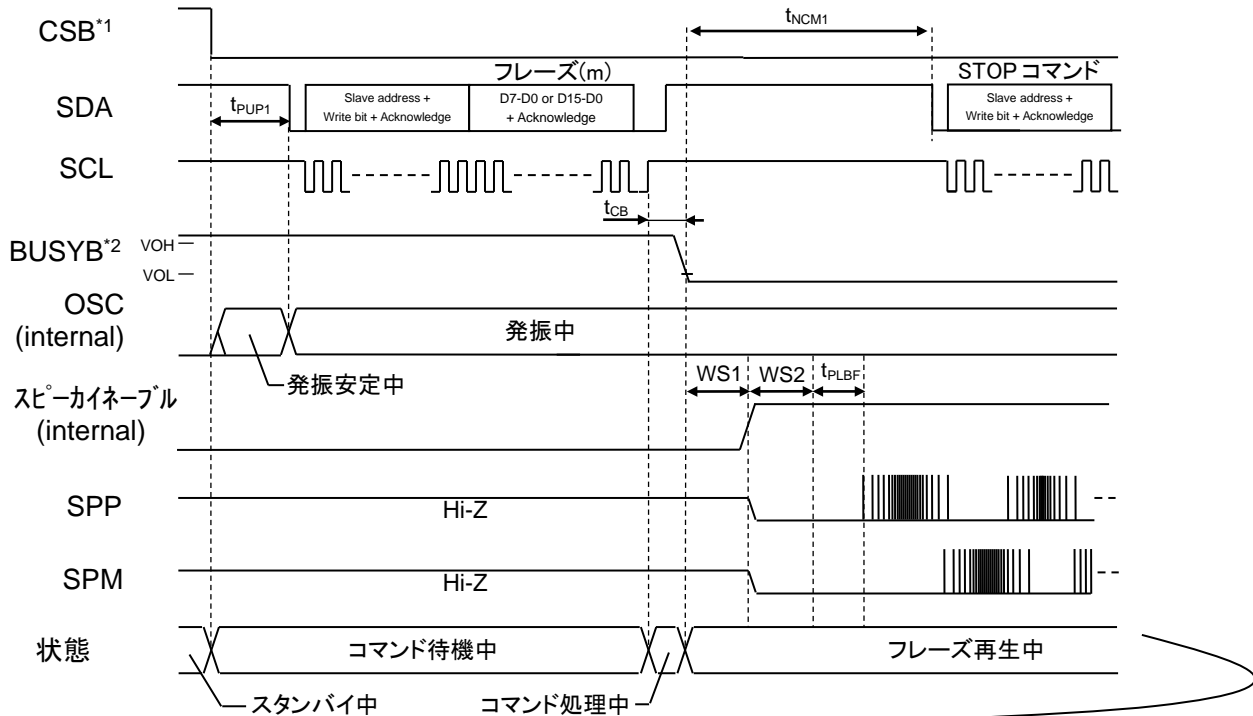 CSB*1
tNCM1
フレーズ(m)
STOP コマンド
SDA
tPUP1
Slave address +
Write bit + Acknowledge
D7-D0 or D15-D0
+ Acknowledge
Slave address +
Write bit + Acknowledge
SCL
tCB
BUSYB*2
VOH
VOL
OSC
(internal)
発振中
発振安定中
WS1
WS2
tPLBF
スピーカイネーブル
(internal)
SPP
Hi-Z
SPM
Hi-Z
状態
コマンド待機中
フレーズ再生中
スタンバイ中
コマンド処理中